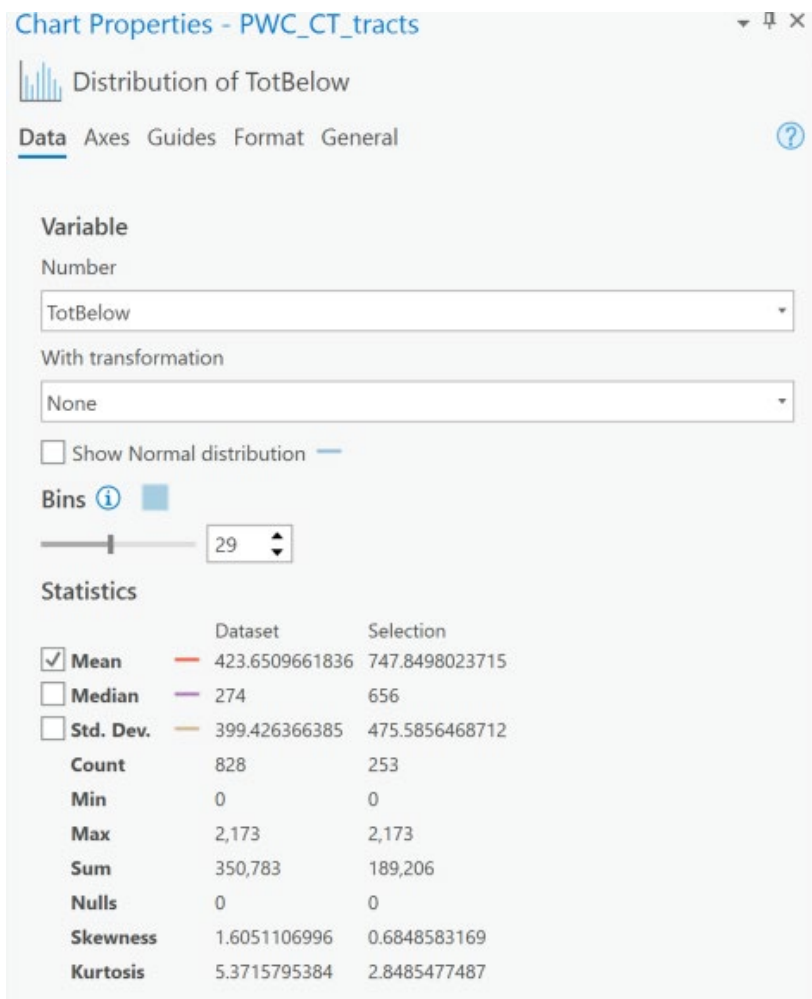 Chart Properties - PWC_CT_tracts
Distribution of TotBelow
Data Axes Guides Format General
Variable
Number
TotBelow
With transformation
None
Show Normal distribution
Bins
29
Statistics
Dataset Selection
Mean 423.6509661836 747.8498023715
Median 274 656
Std. Dev. 399.426366385 475.5856468712
Count 828 253
Min 0 0
Max 2,173 2,173
Sum 350,783 189,206
Nulls 0 0
Skewness 1.6051106996 0.6848583169
Kurtosis 5.3715795384 2.8485477487